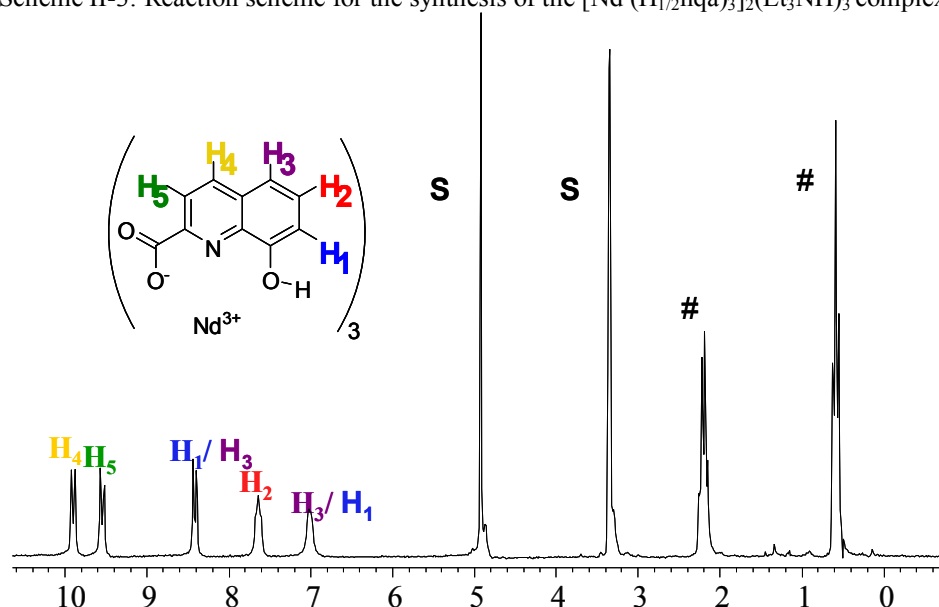 Scheme II-3: Reaction scheme for the synthesis of the [Nd (H1/2hqa)3]2(Et3NH)3 complex
H4 H3
H5 H2
O N H1
O- O-H
Nd3+ 3
S S # #
H4 H5 H1/ H3 H2 H3/ H1
10 9 8 7 6 5 4 3 2 1 0